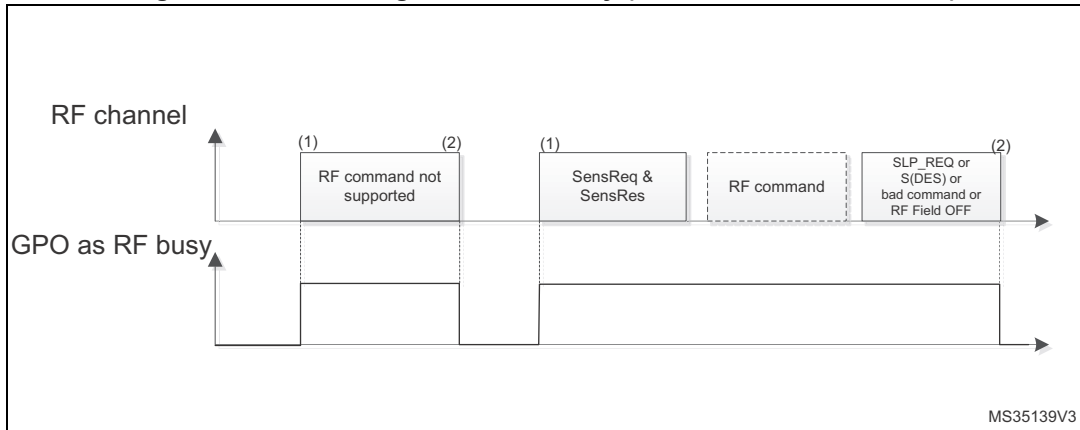 RF channel
(1)
(2)
(1)
(2)
RF command not
supported
SensReq &
SensRes
RF command
SLP_REQ or
S(DES) or
bad command or
RF Field OFF
GPO as RF busy
MS35139V3